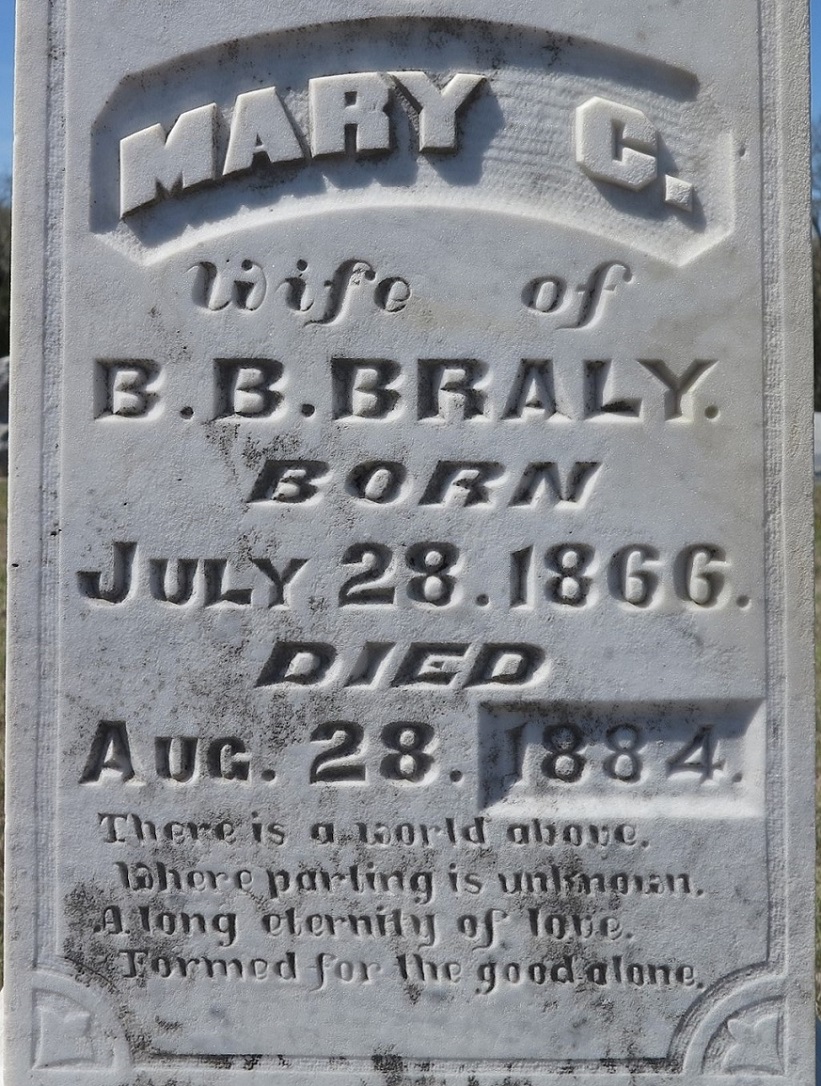 MARY C.
Wife of
B. B. BRALY.
BORN
JULY 28. 1866.
DIED
AUG. 28. 1884.
There is a world above.
Where parting is unknown.
A long eternity of love.
Formed for the good alone.